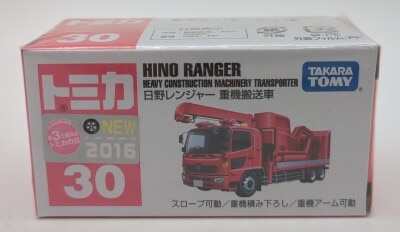 トミカ
30
HINO RANGER
HEAVY CONSTRUCTION MACHINERY TRANSPORTER
日野レンジャー 重機搬送車
TAKARA
TOMY
NEW
2016
30
スロープ可動/重機積み下ろし/重機アーム可動